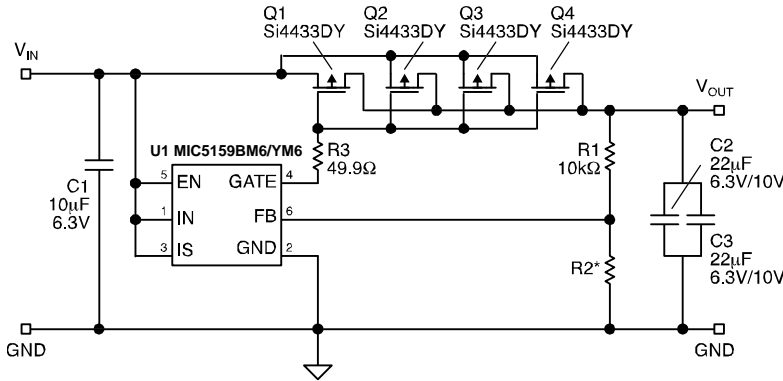 Q1
Si4433DY
Q2
Si4433DY
Q3
Si4433DY
Q4
Si4433DY
VIN
VOUT
U1 MIC5159BM6/YM6
R3
49.9Ω
R1
10kΩ
C2
22μF
6.3V/10V
C1
10μF
6.3V
5
EN
GATE
4
1
IN
FB
6
3
IS
GND
2
R2*
C3
22μF
6.3V/10V
GND
GND